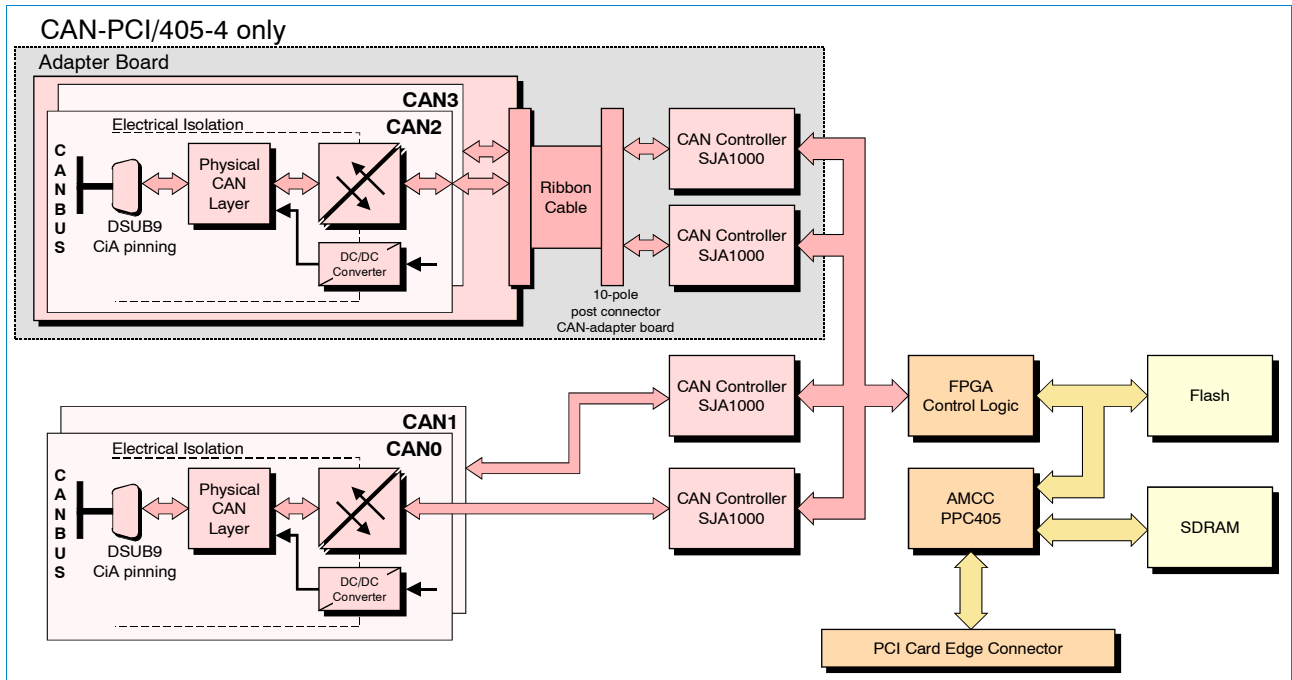 CAN-PCI/405-4 only
Adapter Board
CAN3
CAN2
Electrical Isolation
CANBUS
Physical
CAN
Layer
DSUB9
CiA pinning
DC/DC
Converter
Ribbon
Cable
10-pole
post connector
CAN-adapter board
CAN Controller
SJA1000
CAN Controller
SJA1000
CAN1
CAN0
Electrical Isolation
CANBUS
Physical
CAN
Layer
DSUB9
CiA pinning
DC/DC
Converter
CAN Controller
SJA1000
CAN Controller
SJA1000
FPGA
Control Logic
Flash
AMCC
PPC405
SDRAM
PCI Card Edge Connector